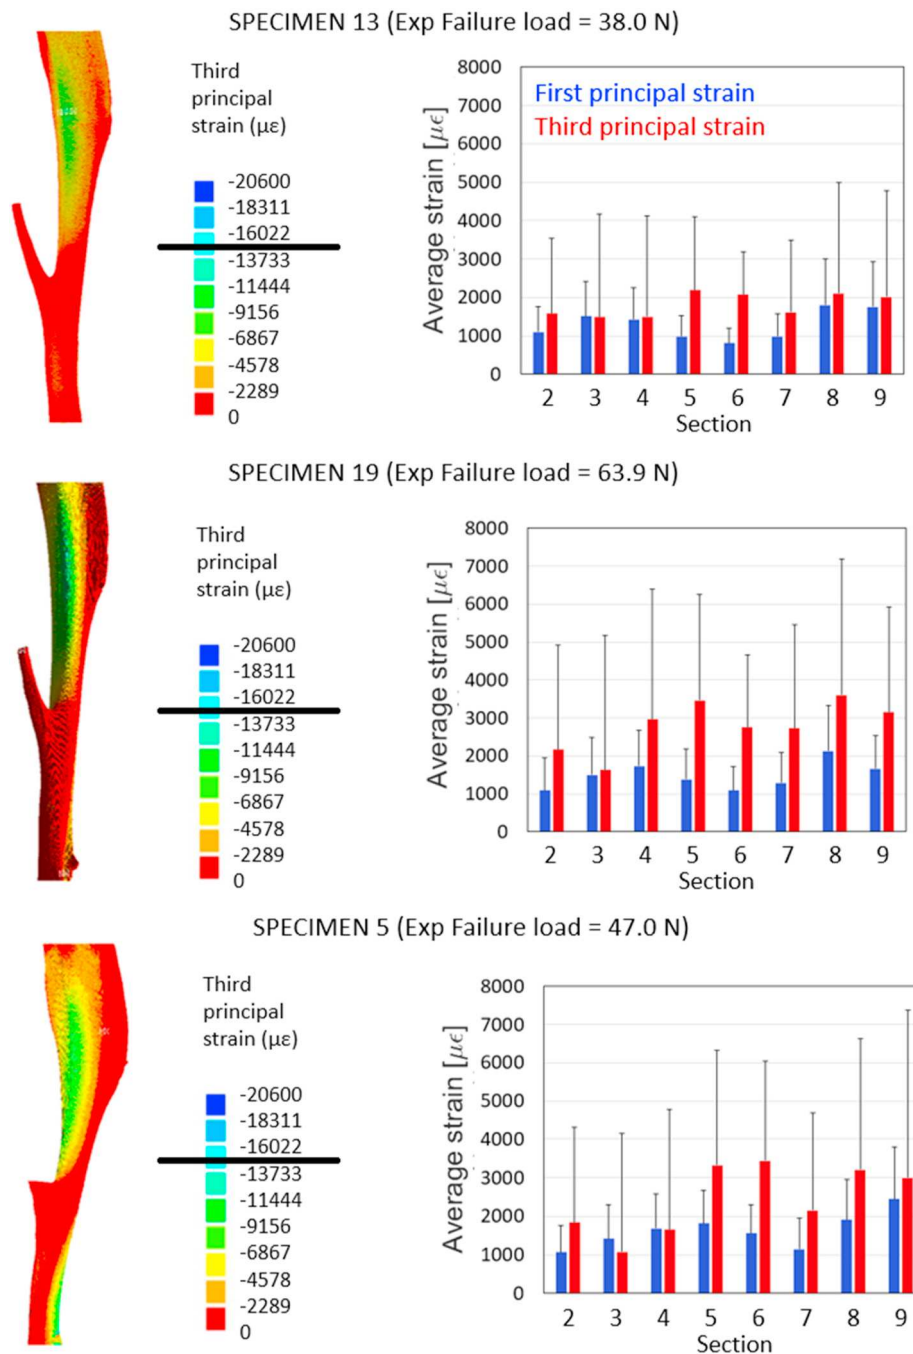 SPECIMEN 13 (Exp Failure load = 38.0 N)
Third
principal
strain (με)
-20600
-18311
-16022
-13733
-11444
-9156
-6867
-4578
-2289
0
Average strain [με]
8000
7000
6000
5000
4000
3000
2000
1000
0
First principal strain
Third principal strain
2 3 4 5 6 7 8 9
Section
SPECIMEN 19 (Exp Failure load = 63.9 N)
Third
principal
strain (με)
-20600
-18311
-16022
-13733
-11444
-9156
-6867
-4578
-2289
0
Average strain [με]
8000
7000
6000
5000
4000
3000
2000
1000
0
2 3 4 5 6 7 8 9
Section
SPECIMEN 5 (Exp Failure load = 47.0 N)
Third
principal
strain (με)
-20600
-18311
-16022
-13733
-11444
-9156
-6867
-4578
-2289
0
Average strain [με]
8000
7000
6000
5000
4000
3000
2000
1000
0
2 3 4 5 6 7 8 9
Section